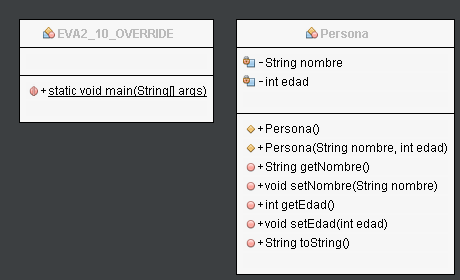 EVA2_10_OVERRIDE
+ static void main(String[] args)
Persona
- String nombre
- int edad
+ Persona()
+ Persona(String nombre, int edad)
+ String getNombre()
+ void setNombre(String nombre)
+ int getEdad()
+ void setEdad(int edad)
+ String toString()